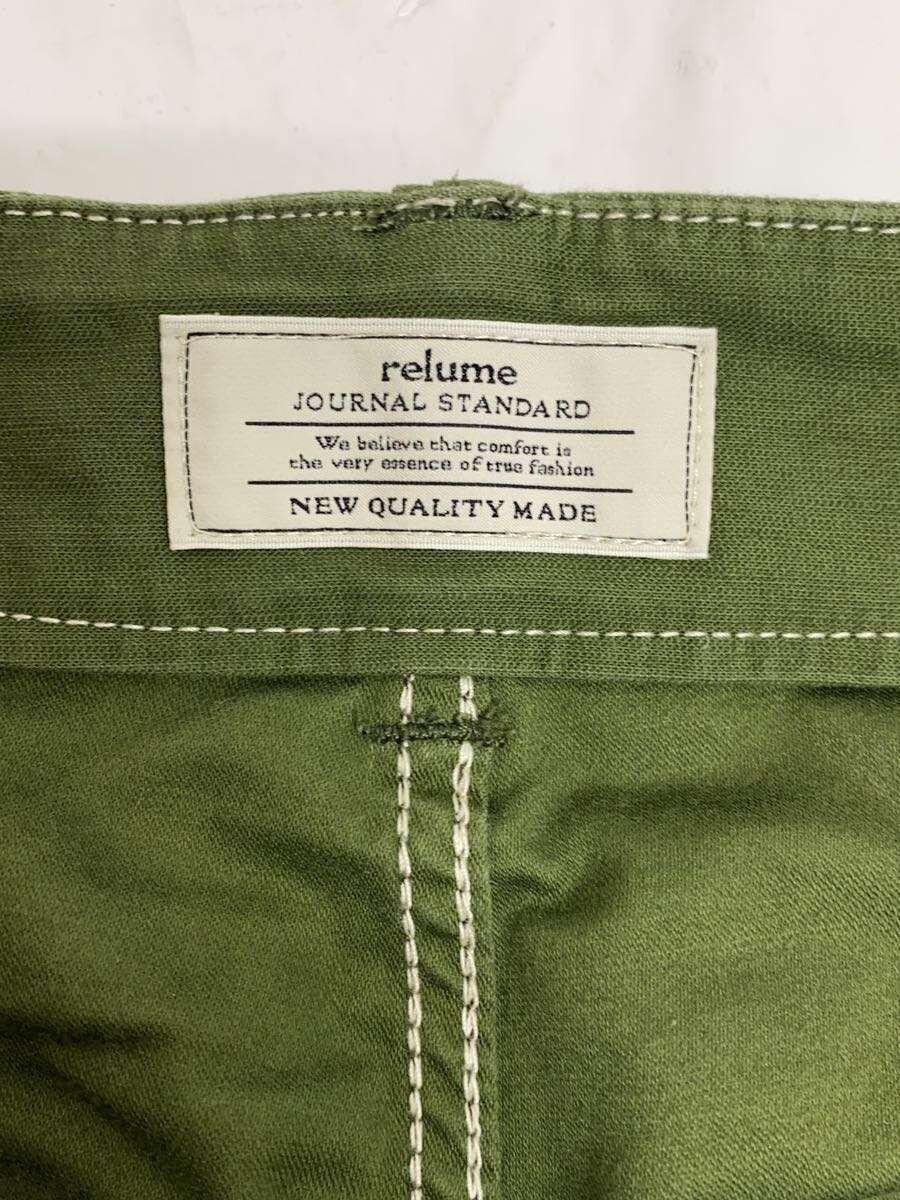 relume
JOURNAL STANDARD
We believe that comfort is
the very essence of true fashion
NEW QUALITY MADE